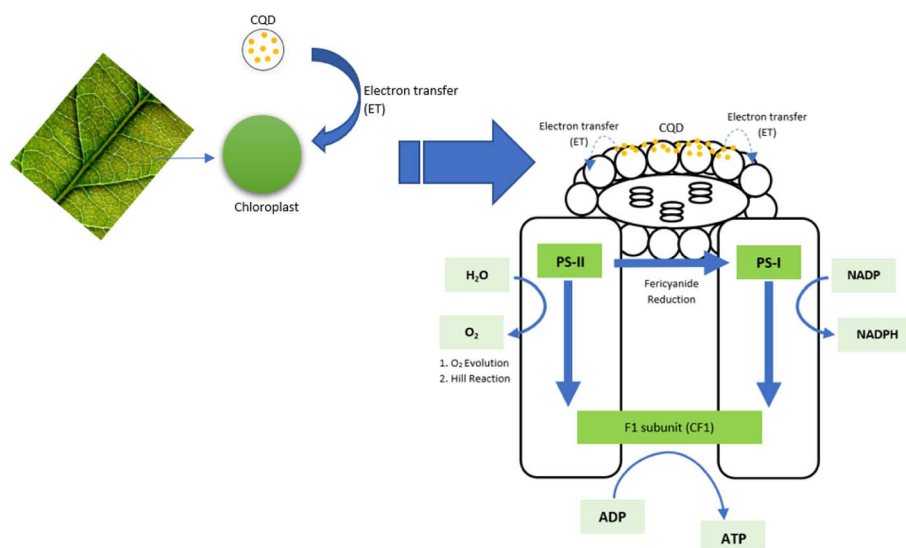 CQD
Electron transfer
(ET)
Chloroplast
Electron transfer
(ET)
CQD
Electron transfer
(ET)
H₂O
PS-II
PS-I
NADP
Fericyanide
Reduction
O₂
NADPH
1. O₂ Evolution
2. Hill Reaction
F1 subunit (CF1)
ADP
ATP